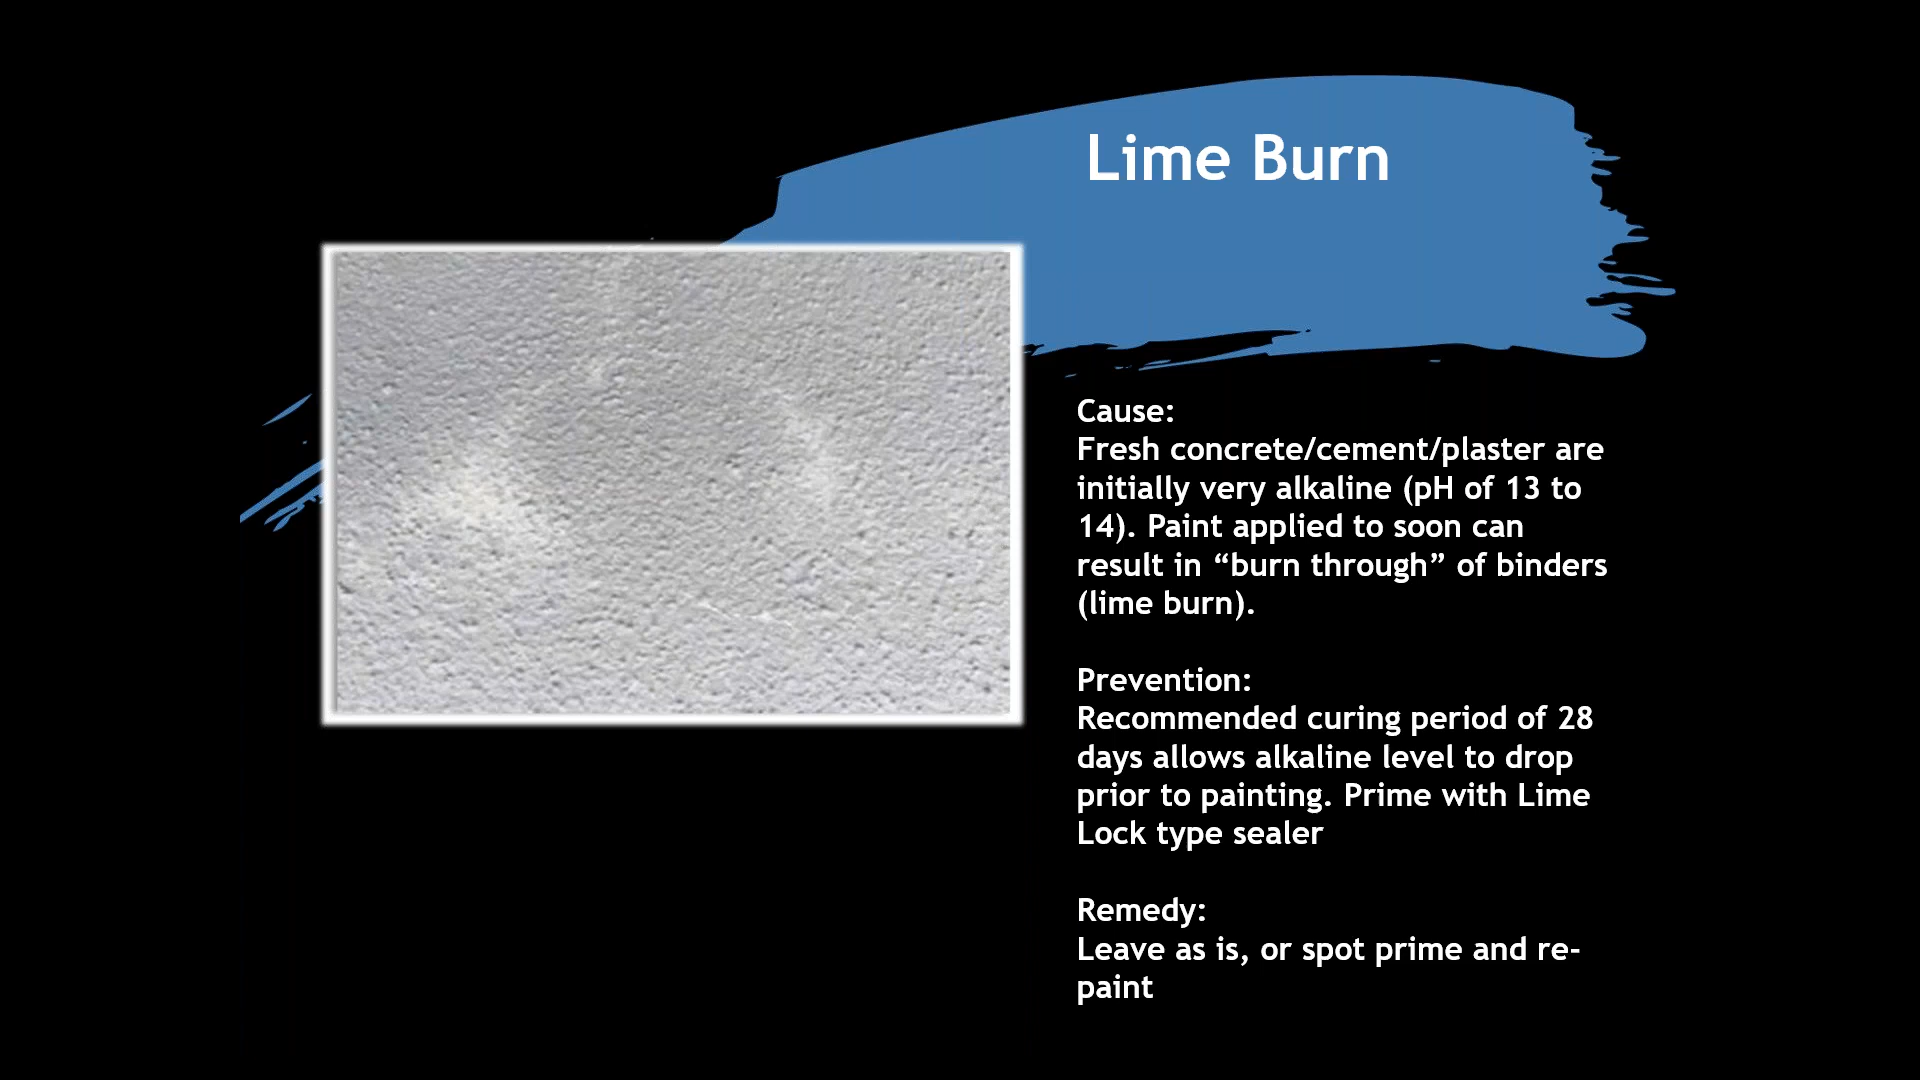 Lime Burn
Cause:
Fresh concrete/cement/plaster are
initially very alkaline (pH of 13 to
14). Paint applied to soon can
result in “burn through” of binders
(lime burn).
Prevention:
Recommended curing period of 28
days allows alkaline level to drop
prior to painting. Prime with Lime
Lock type sealer
Remedy:
Leave as is, or spot prime and re-
paint